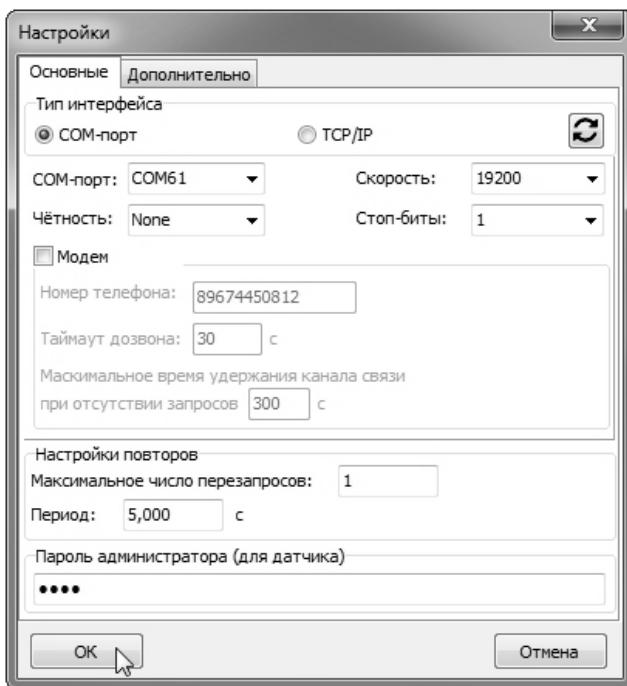 Настройки
Основные Дополнительно
Тип интерфейса
COM-порт TCP/IP
COM-порт: COM61 Скорость: 19200
Чётность: None Стоп-биты: 1
Модем
Номер телефона: 89674450812
Таймаут дозвона: 30 с
Маскимальное время удержания канала связи
при отсутствии запросов 300 с
Настройки повторов
Максимальное число перезапросов: 1
Период: 5,000 с
Пароль администратора (для датчика)
••••
OK Отмена